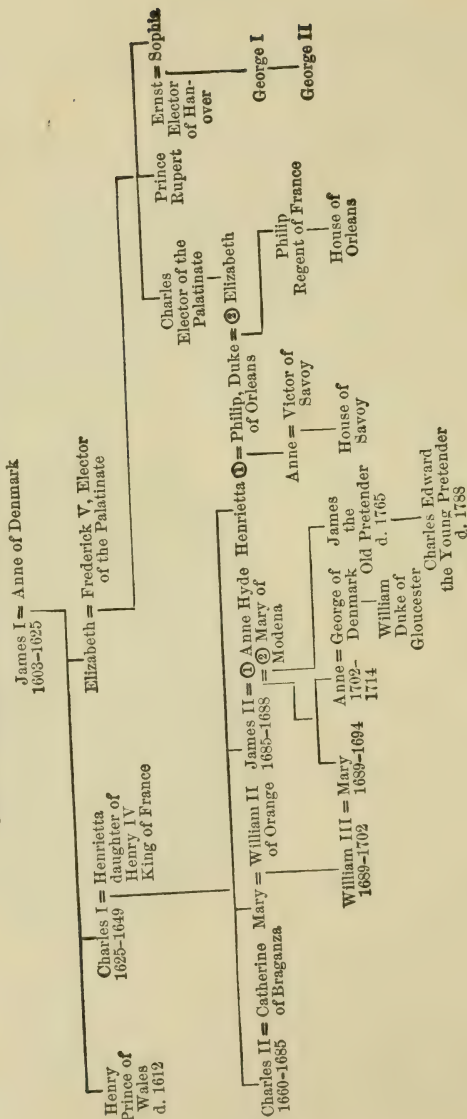 James I = Anne of Denmark
1603–1625
Henry
Prince of
Wales
d. 1612
Charles I = Henrietta
1625–1649 daughter of
Henry IV
King of France
Elizabeth = Frederick V, Elector
of the Palatinate
Charles II = Catherine
1660–1685 of Braganza
Mary = William II
of Orange
James II = ① Anne Hyde
1685–1688 = ② Mary of
Modena
Henrietta ① = Philip, Duke = ② Elizabeth
of Orleans
Charles
Elector of the
Palatinate
Prince
Rupert
Ernst = Sophia
Elector
of Han-
over
William III = Mary
1689–1702 1689–1694
Anne = George of
1702– Denmark
1714
William
Duke of
Gloucester
James
the
Old Pretender
d. 1765
Charles Edward
the Young Pretender
d. 1788
Anne = Victor of
Savoy
House of
Savoy
Philip
Regent of France
House of
Orleans
George I
George II